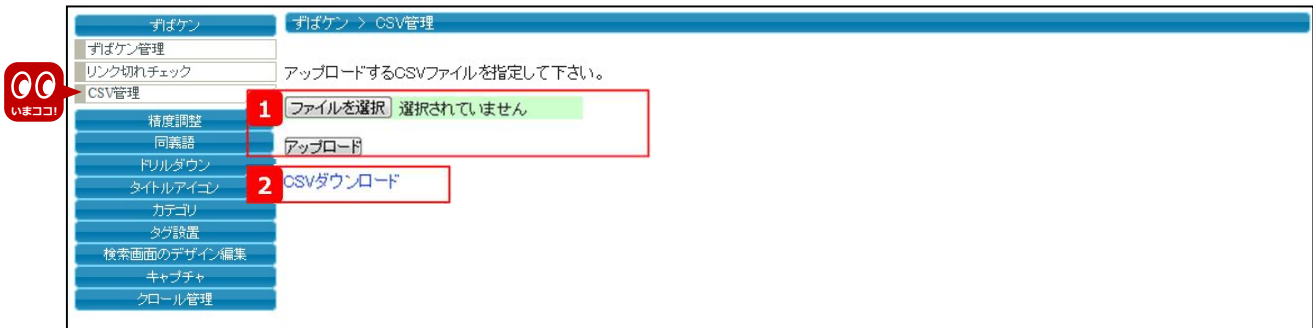 ずばケン
ずばケン > CSV管理
ずばケン管理
リンク切れチェック
CSV管理
いまココ!
精度調整
同義語
ドリルダウン
タイトルアイコン
カテゴリ
タグ設置
検索画面のデザイン編集
キャプチャ
クロール管理
アップロードするCSVファイルを指定して下さい。
1 ファイルを選択 選択されていません
アップロード
2 CSVダウンロード